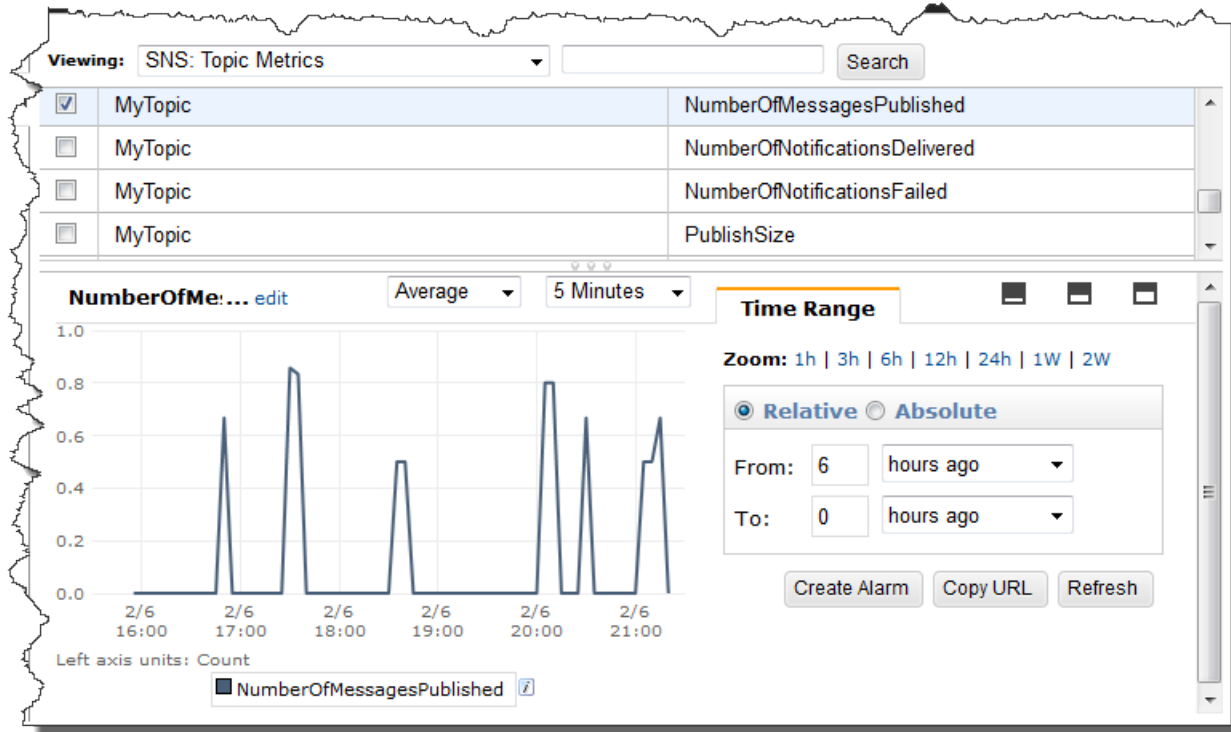 Viewing: SNS: Topic Metrics Search
MyTopic NumberOfMessagesPublished
MyTopic NumberOfNotificationsDelivered
MyTopic NumberOfNotificationsFailed
MyTopic PublishSize
NumberOfMe:... edit Average 5 Minutes
Time Range
1.0
0.8
0.6
0.4
0.2
0.0
2/6 2/6 2/6 2/6 2/6 2/6
16:00 17:00 18:00 19:00 20:00 21:00
Left axis units: Count
NumberOfMessagesPublished i
Zoom: 1h | 3h | 6h | 12h | 24h | 1W | 2W
Relative Absolute
From: 6 hours ago
To: 0 hours ago
Create Alarm Copy URL Refresh